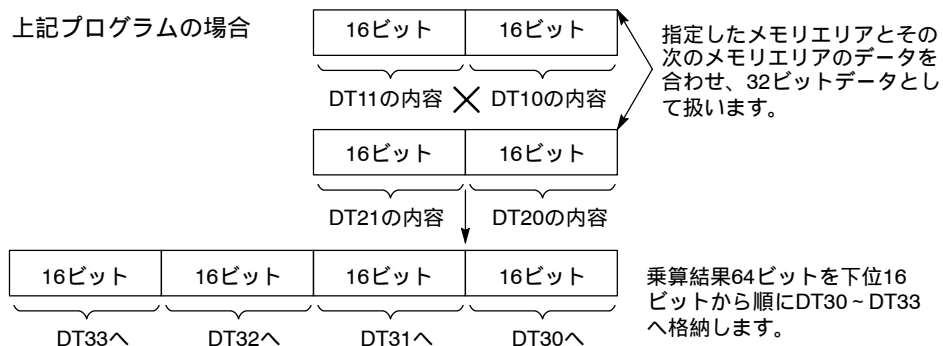 上記プログラムの場合
16ビット 16ビット
DT11の内容 × DT10の内容
指定したメモリエリアとその
次のメモリエリアのデータを
合わせ、32ビットデータとし
て扱います。
16ビット 16ビット
DT21の内容 DT20の内容
16ビット 16ビット 16ビット 16ビット
DT33へ DT32へ DT31へ DT30へ
乗算結果64ビットを下位16
ビットから順にDT30~DT33
へ格納します。